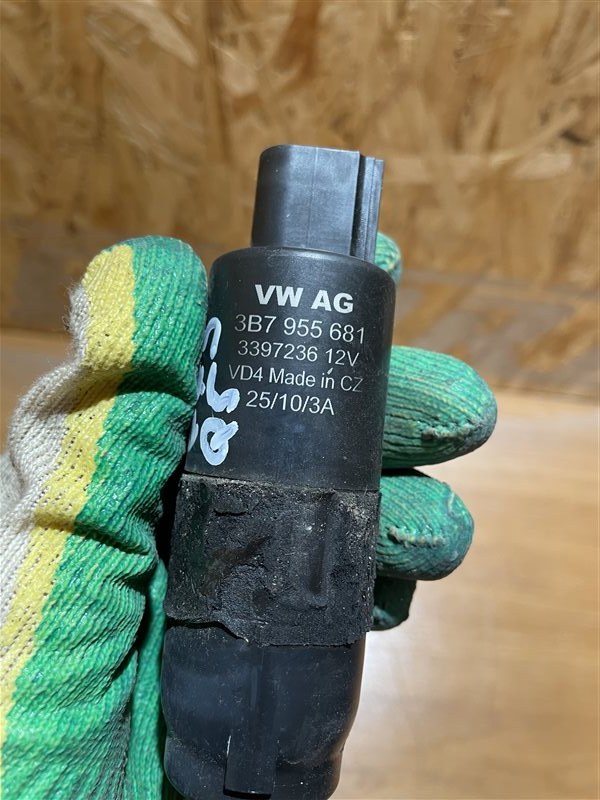 VW AG
3B7 955 681
3397236 12V
VD4 Made in CZ
25/10/3A